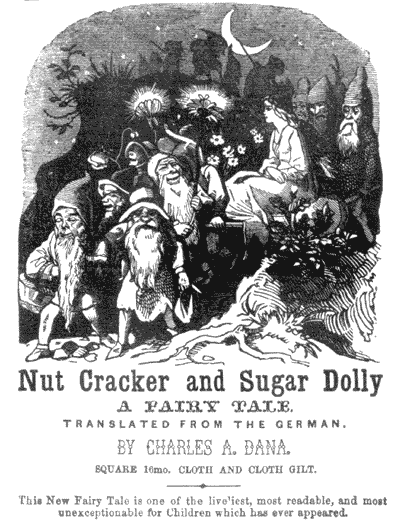 Nut Cracker and Sugar Dolly
A FAIRY TALE.
TRANSLATED FROM THE GERMAN.
BY CHARLES A. DANA.
SQUARE 16mo. CLOTH AND CLOTH GILT.
This New Fairy Tale is one of the liveliest, most readable, and most
unexceptionable for Children which has ever appeared.